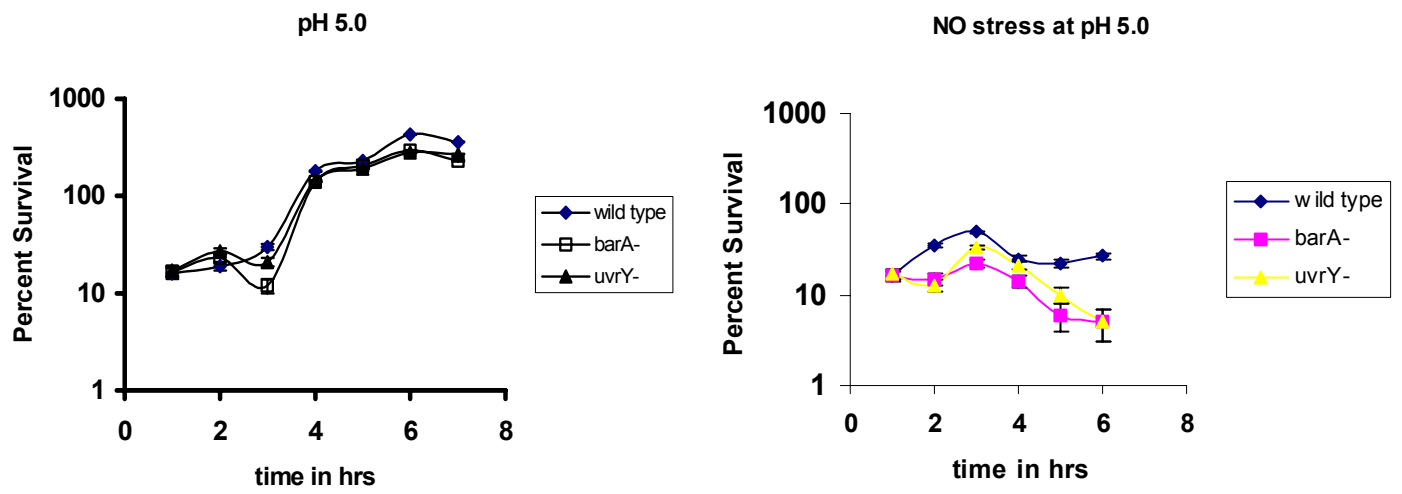 pH 5.0
Percent Survival
1000
100
10
1
0 2 4 6 8
time in hrs
wild type
barA-
uvrY-
NO stress at pH 5.0
Percent Survival
1000
100
10
1
0 2 4 6 8
time in hrs
wild type
barA-
uvrY-